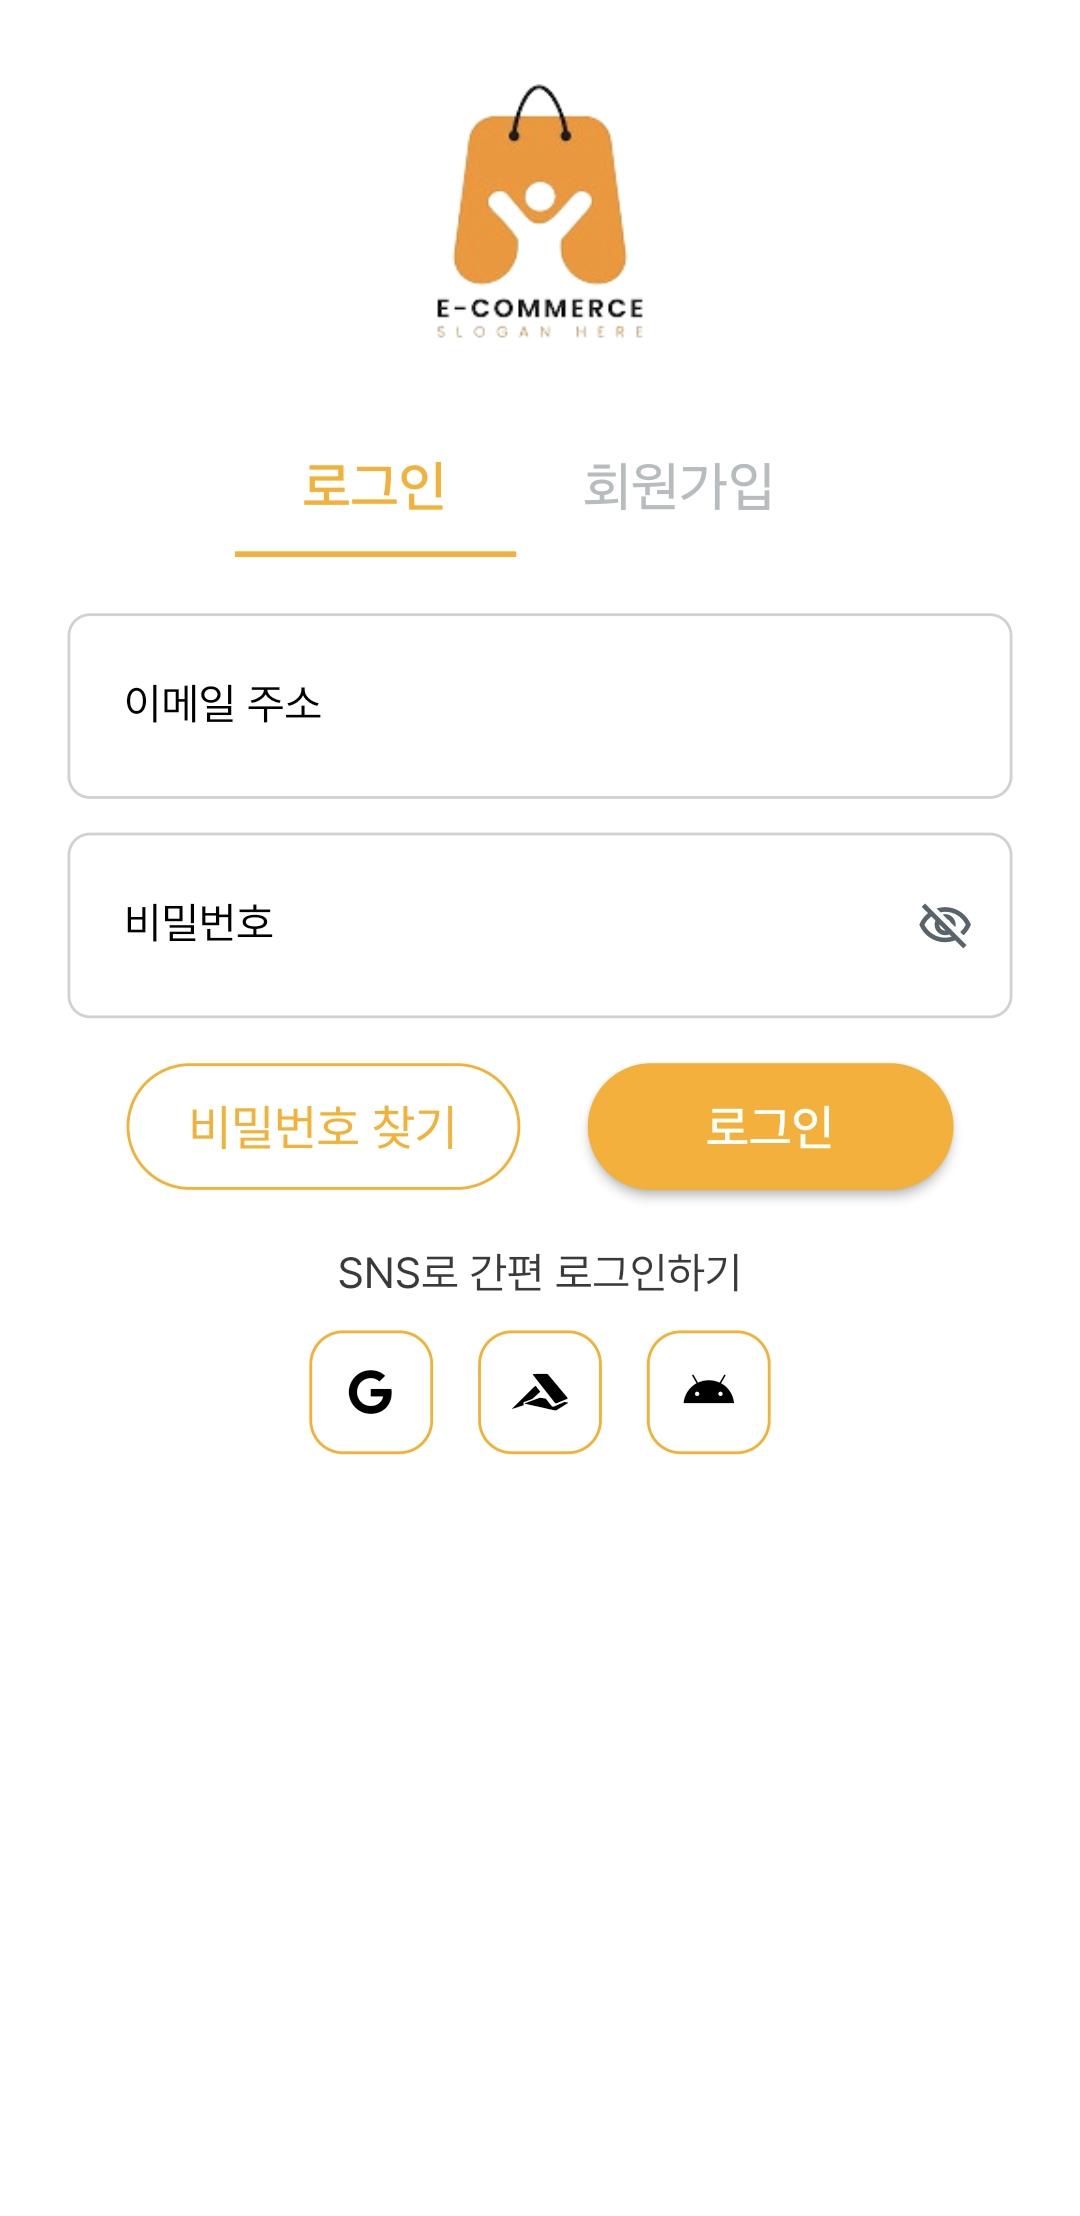 E-COMMERCE
SLOGAN HERE
로그인 회원가입
이메일 주소
비밀번호
비밀번호 찾기 로그인
SNS로 간편 로그인하기